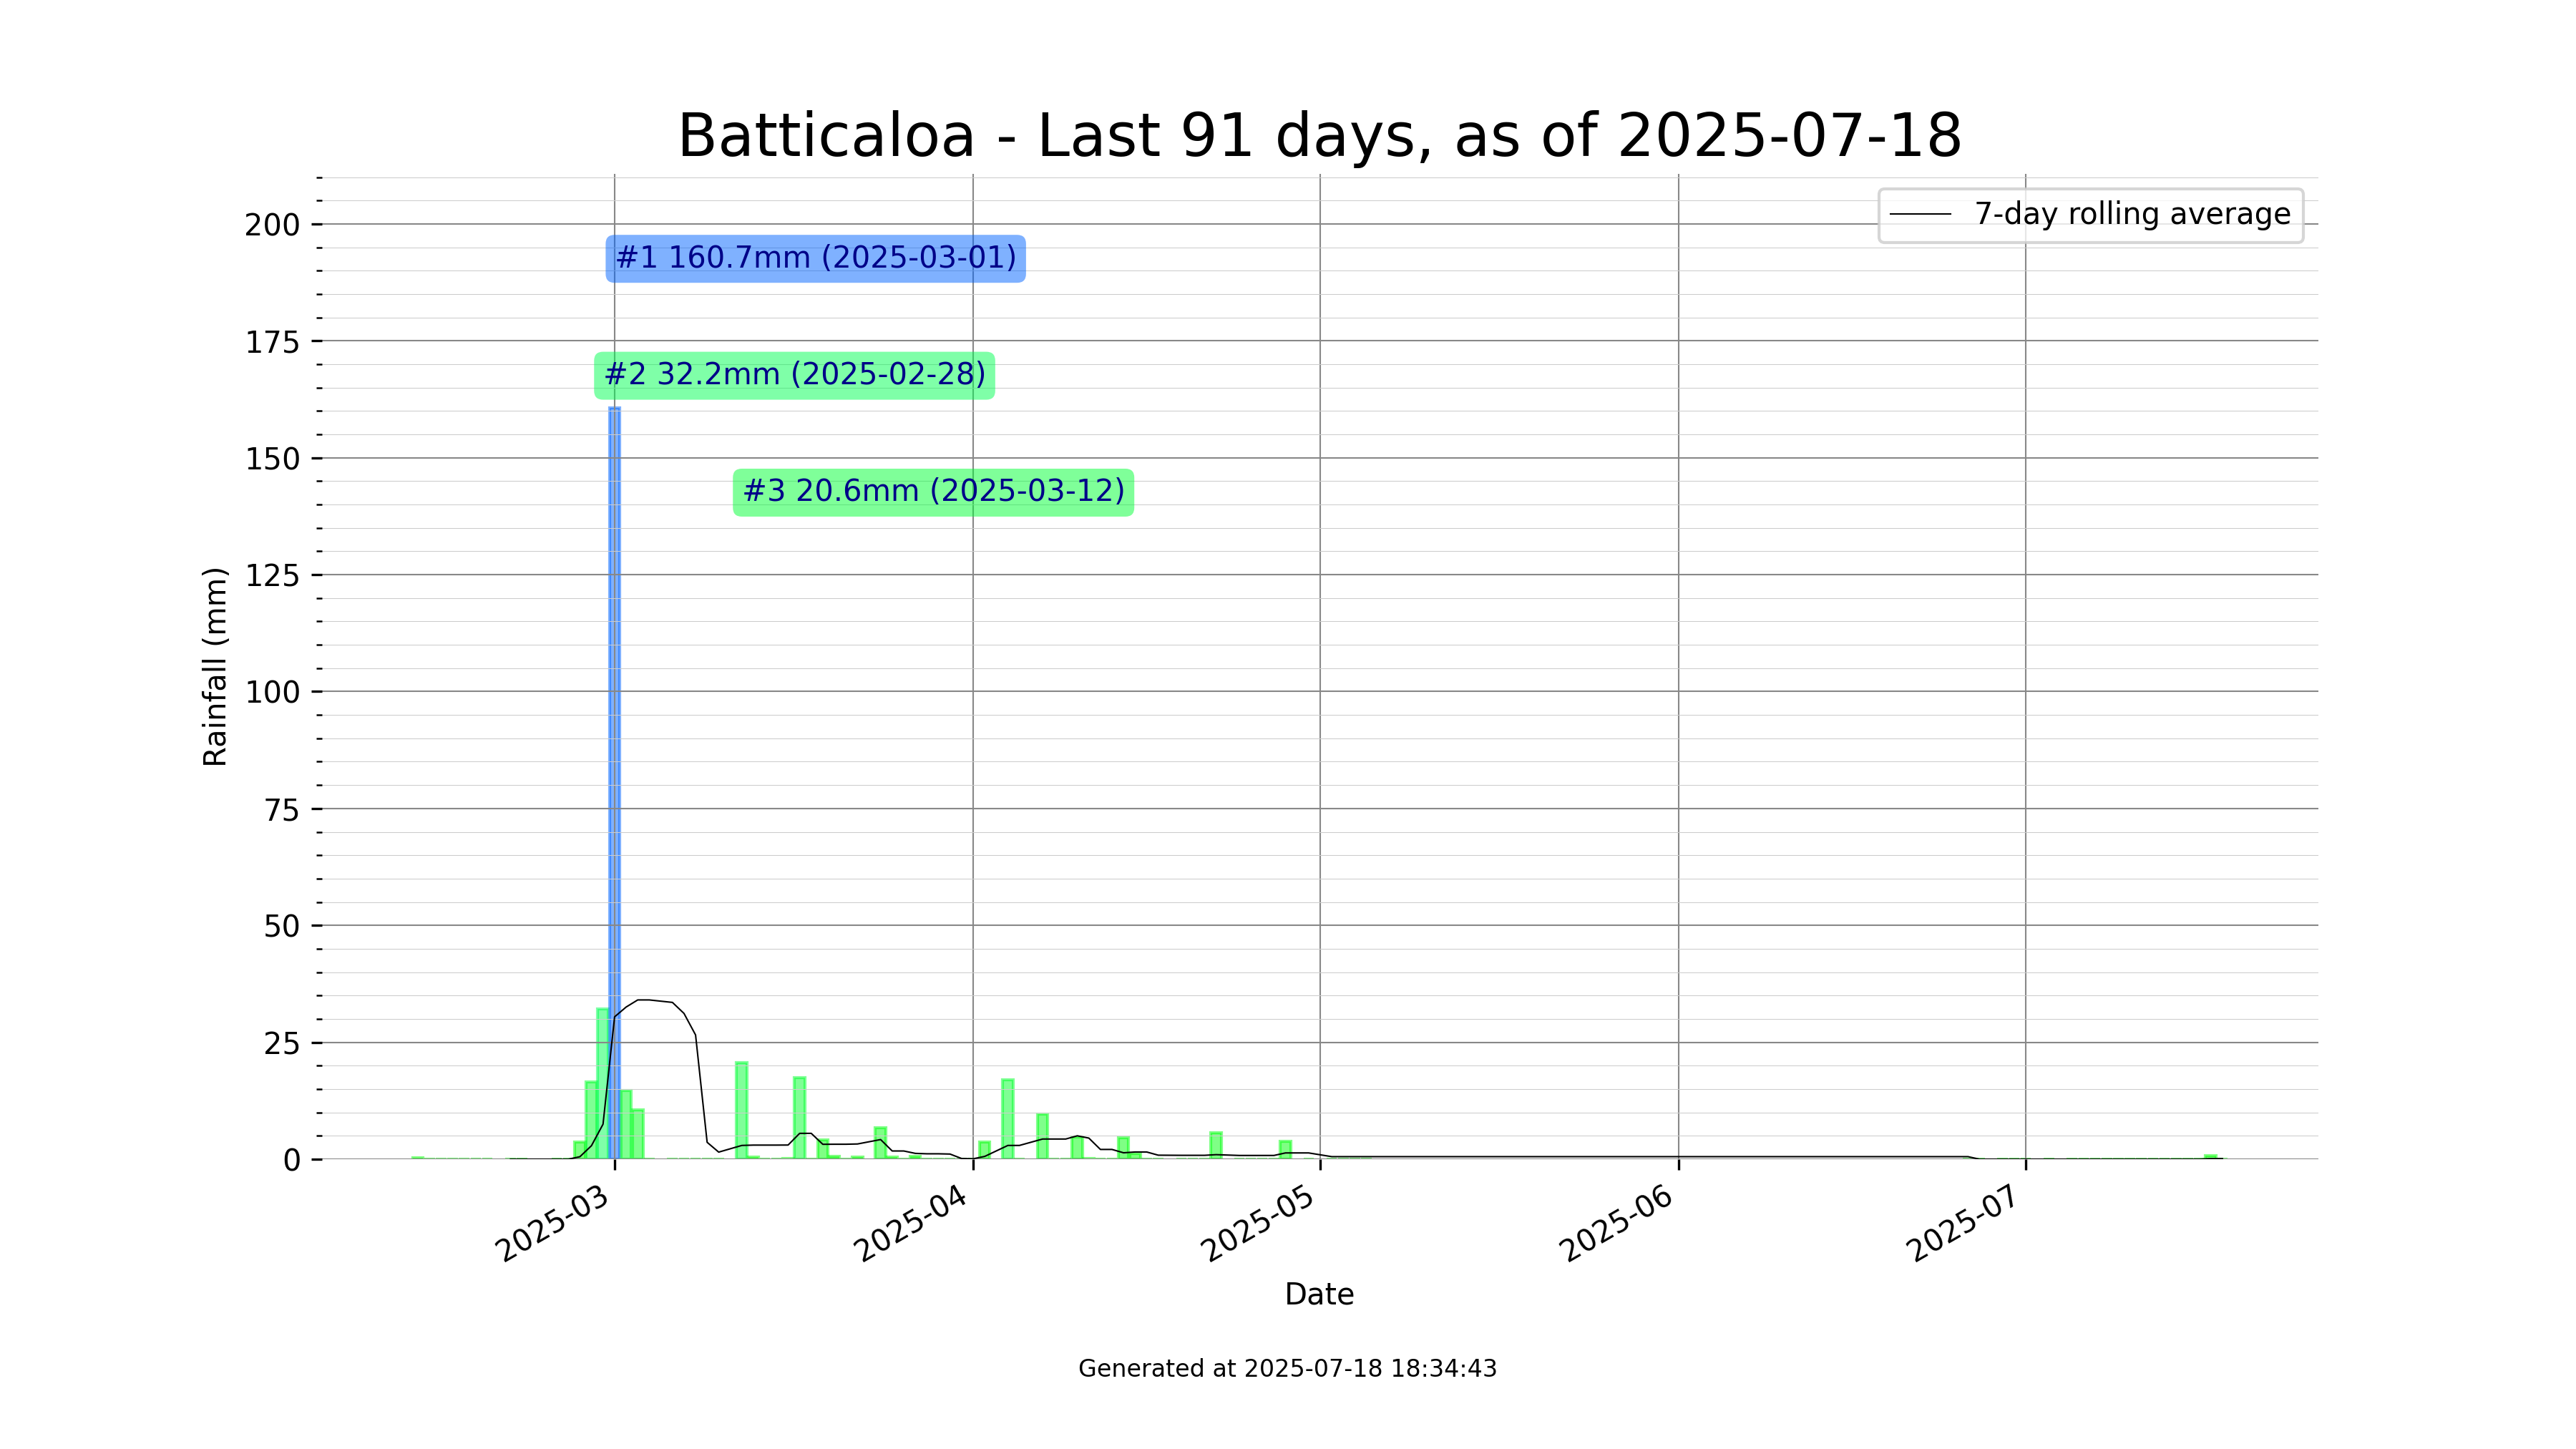 Batticaloa - Last 91 days, as of 2025-07-18
7-day rolling average
#1 160.7mm (2025-03-01)
#2 32.2mm (2025-02-28)
#3 20.6mm (2025-03-12)
Rainfall (mm)
200
175
150
125
100
75
50
25
0
2025-03
2025-04
2025-05
2025-06
2025-07
Date
Generated at 2025-07-18 18:34:43